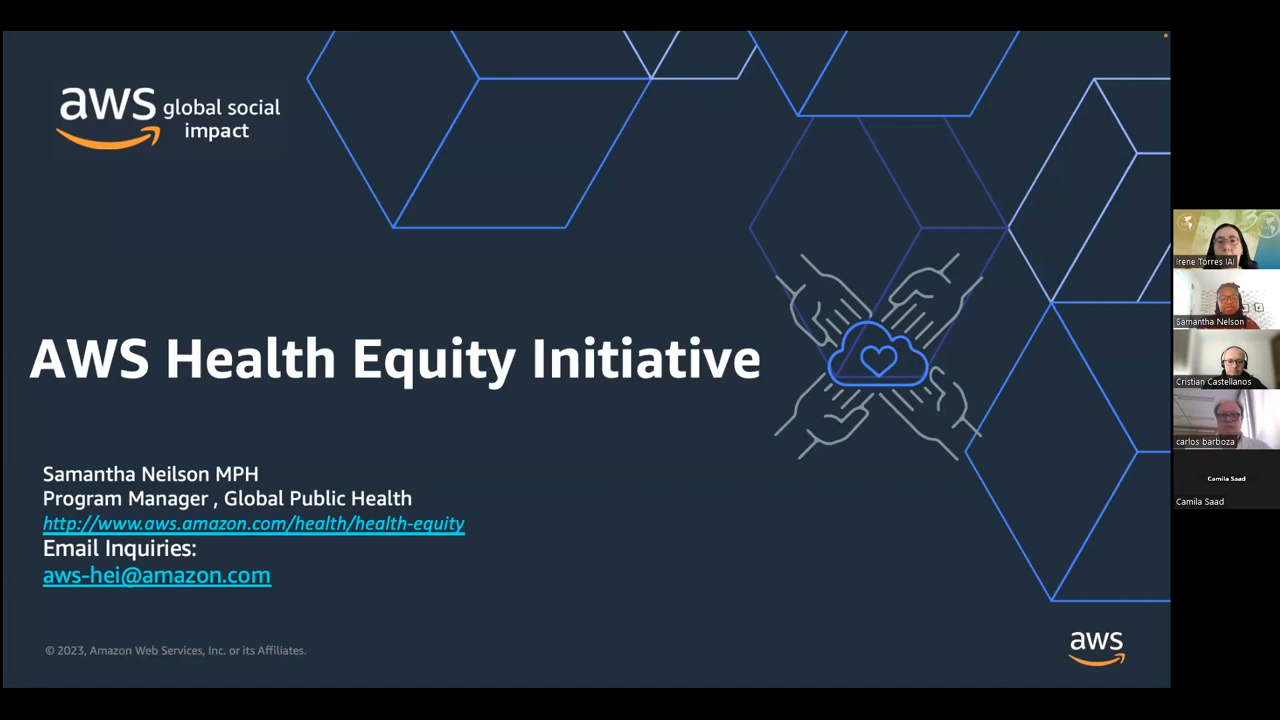 aws global social
impact
AWS Health Equity Initiative
Samantha Neilson MPH
Program Manager , Global Public Health
http://www.aws.amazon.com/health/health-equity
Email Inquiries:
aws-hei@amazon.com
© 2023, Amazon Web Services, Inc. or its Affiliates.
aws
Irene Torres IAI
Samantha Nelson
Cristian Castellanos
carlos barboza
Camila Saad
Camila Saad